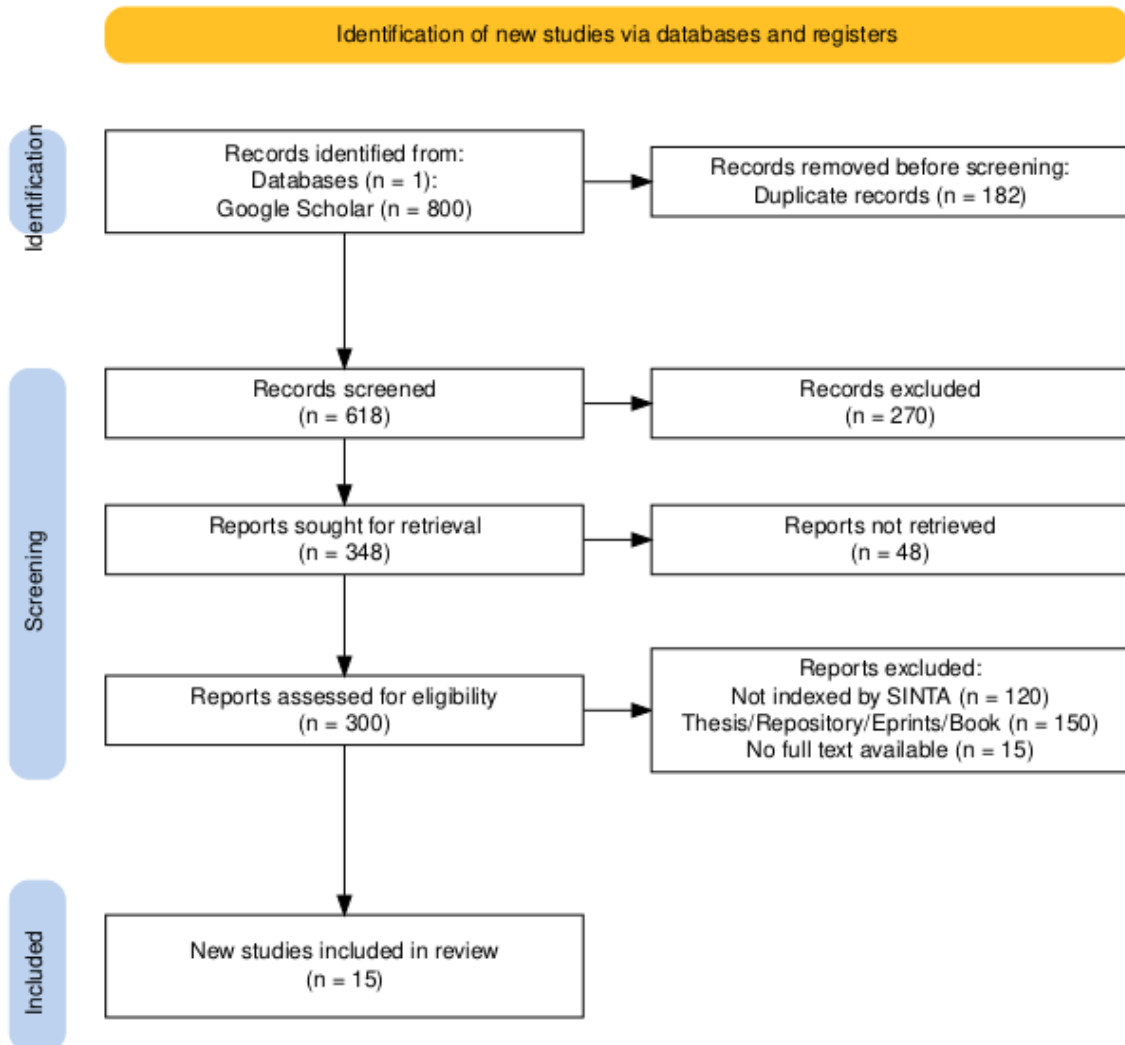 Identification of new studies via databases and registers
Identification
Records identified from:
Databases (n = 1):
Google Scholar (n = 800)
Records removed before screening:
Duplicate records (n = 182)
Screening
Records screened
(n = 618)
Records excluded
(n = 270)
Reports sought for retrieval
(n = 348)
Reports not retrieved
(n = 48)
Reports assessed for eligibility
(n = 300)
Reports excluded:
Not indexed by SINTA (n = 120)
Thesis/Repository/Eprints/Book (n = 150)
No full text available (n = 15)
Included
New studies included in review
(n = 15)